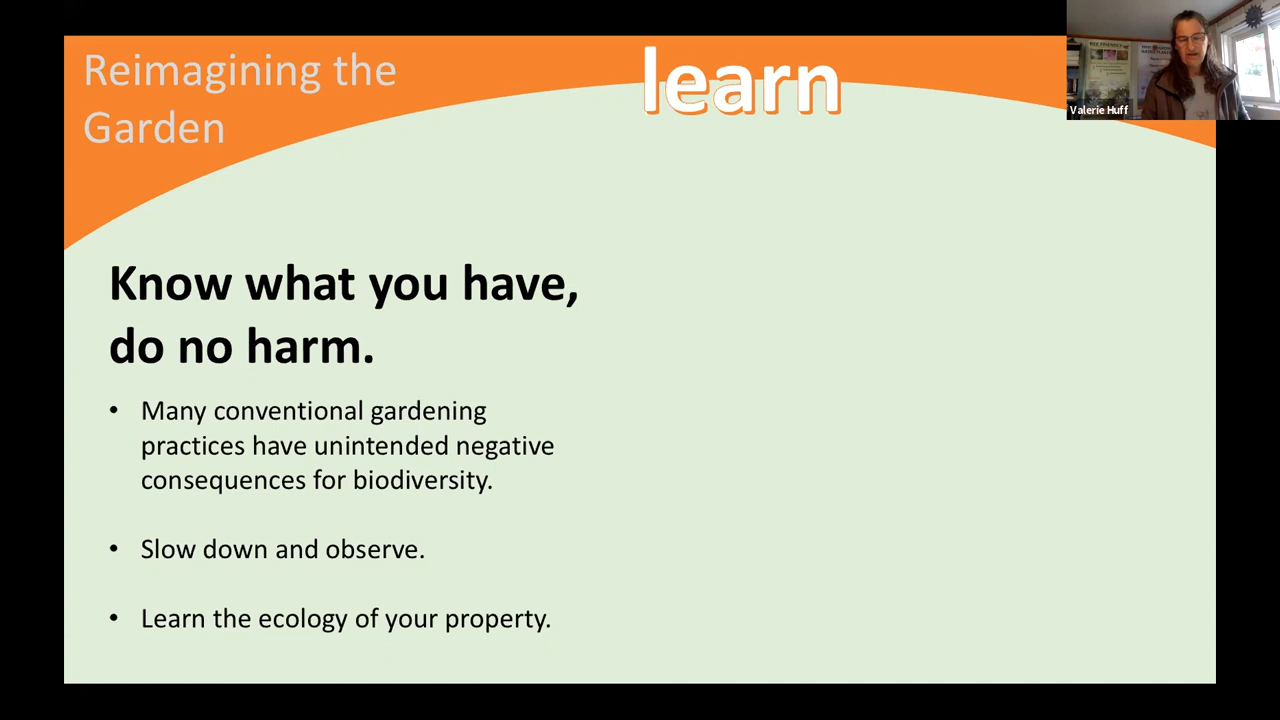 Reimagining the
Garden
learn
Valerie Huff
Know what you have,
do no harm.
• Many conventional gardening
practices have unintended negative
consequences for biodiversity.
• Slow down and observe.
• Learn the ecology of your property.